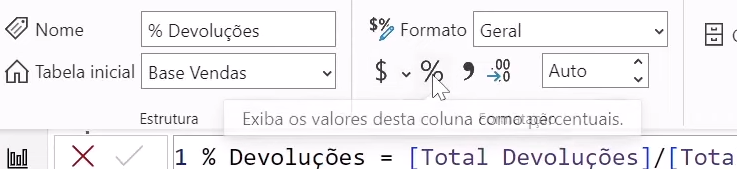 Nome % Devoluções Formato Geral
Tabela inicial Base Vendas $ % , .00 .0 Auto
Estrutura
Exiba os valores desta coluna como percentuais.
1 % Devoluções = [Total Devoluções]/[Tota